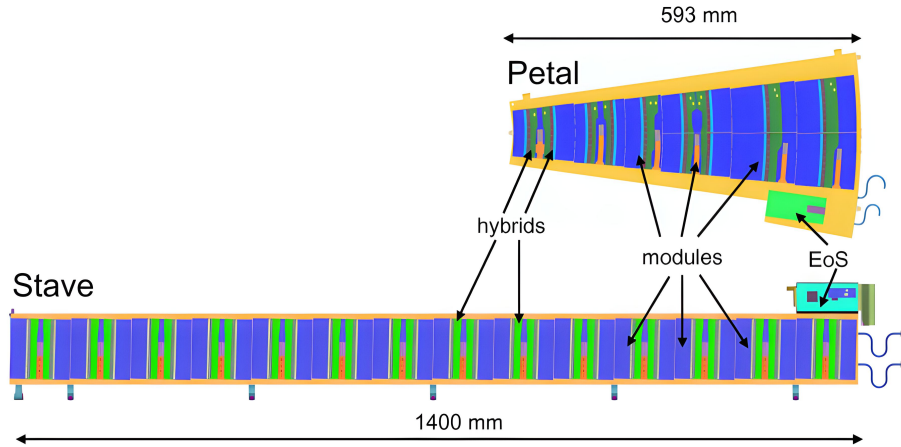 593 mm
Petal
hybrids
modules
EoS
Stave
1400 mm